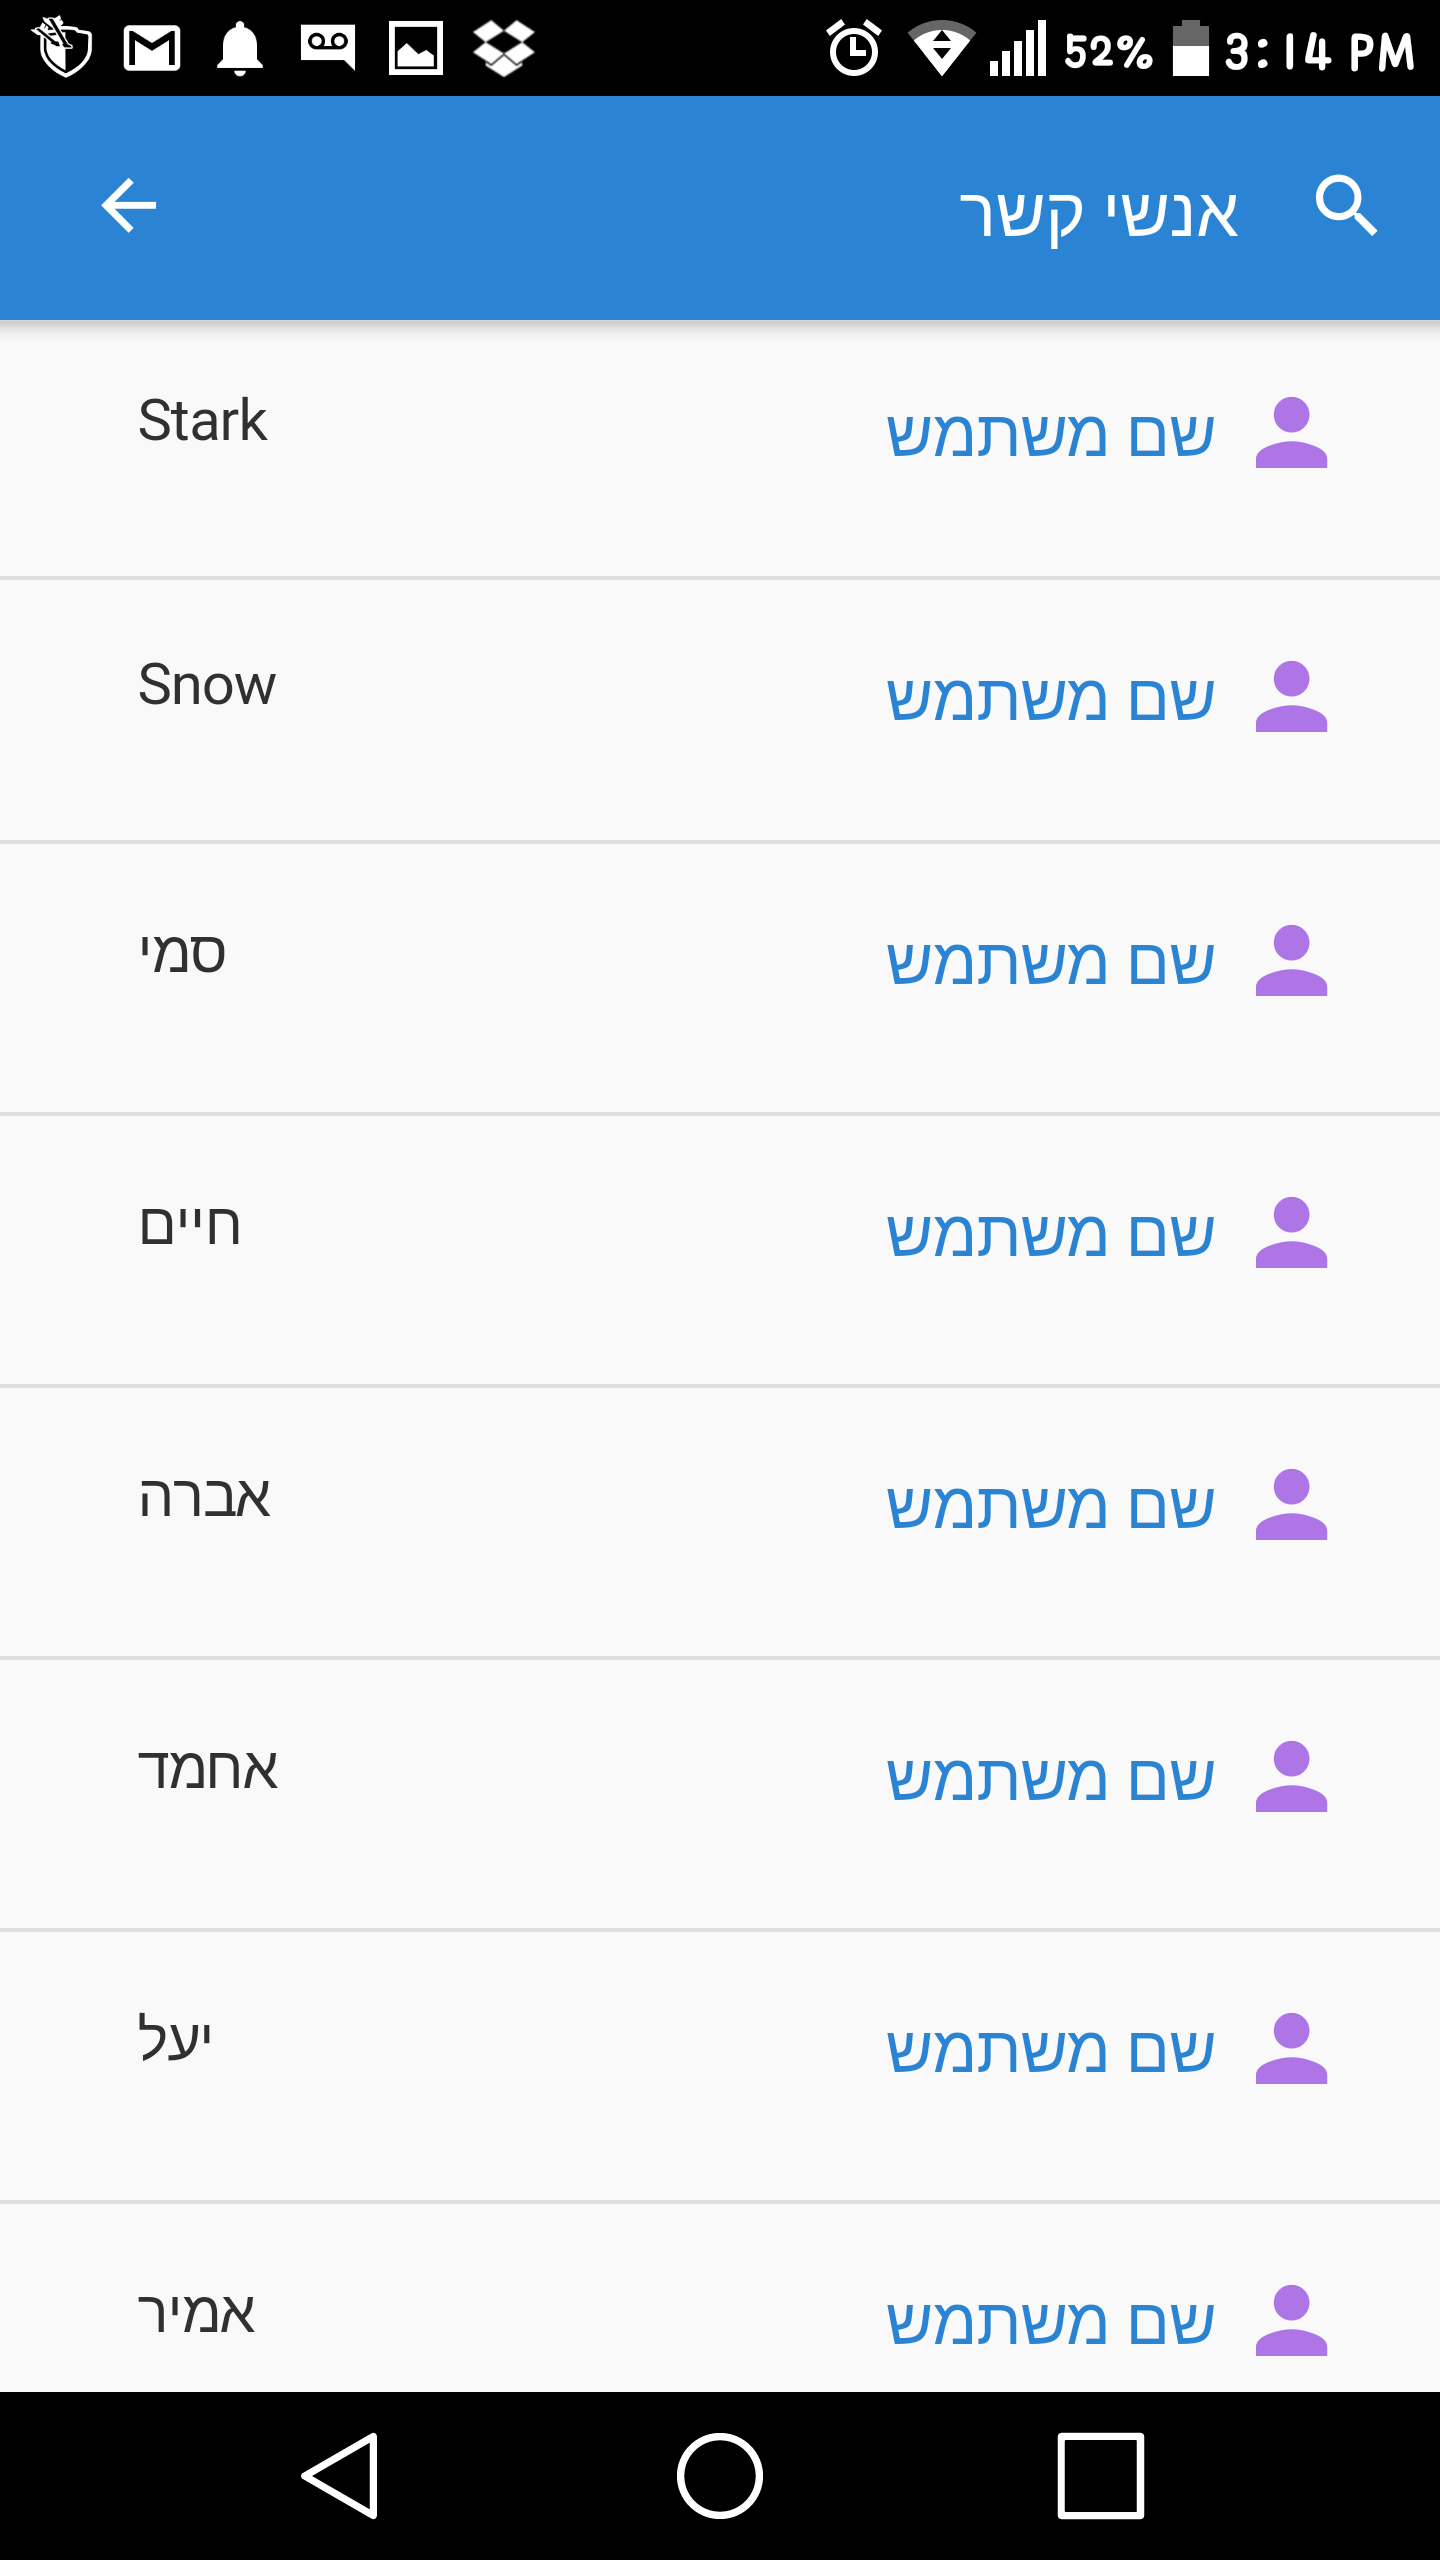 52% 3:14 PM
אנשי קשר
שם משתמש Stark
שם משתמש Snow
שם משתמש סמי
שם משתמש חיים
שם משתמש אברה
שם משתמש אחמד
שם משתמש יעל
שם משתמש אמיר